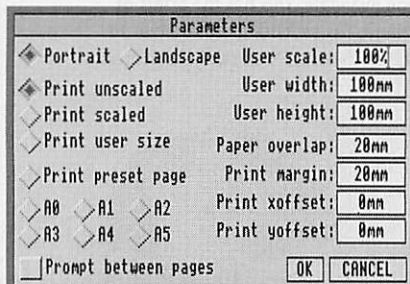 Parameters
Portrait Landscape User scale: 100%
Print unscaled User width: 100mm
Print scaled User height: 100mm
Print user size Paper overlap: 20mm
Print preset page Print margin: 20mm
A0 A1 A2 Print xoffset: 0mm
A3 A4 A5 Print yoffset: 0mm
Prompt between pages OK CANCEL